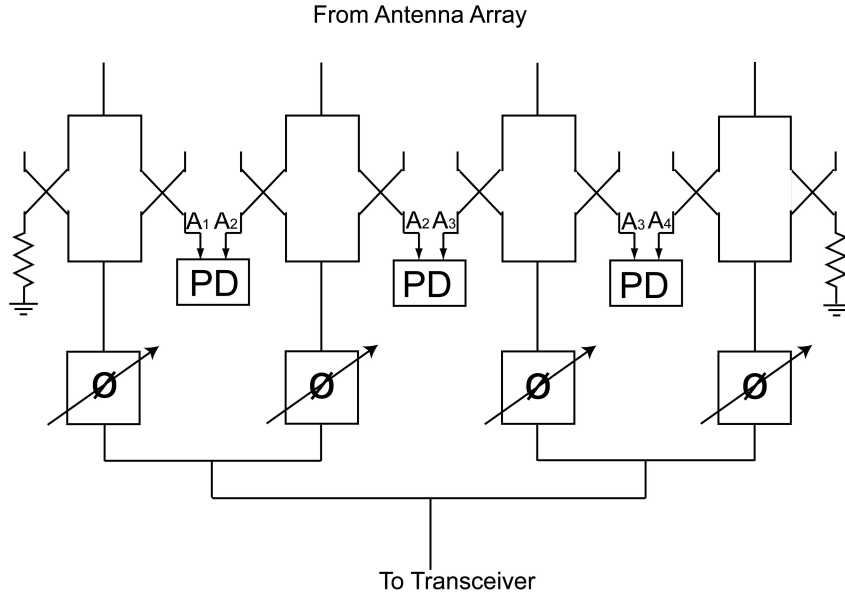 From Antenna Array
A1 A2
A2 A3
A3 A4
PD
PD
PD
Ø
Ø
Ø
Ø
To Transceiver